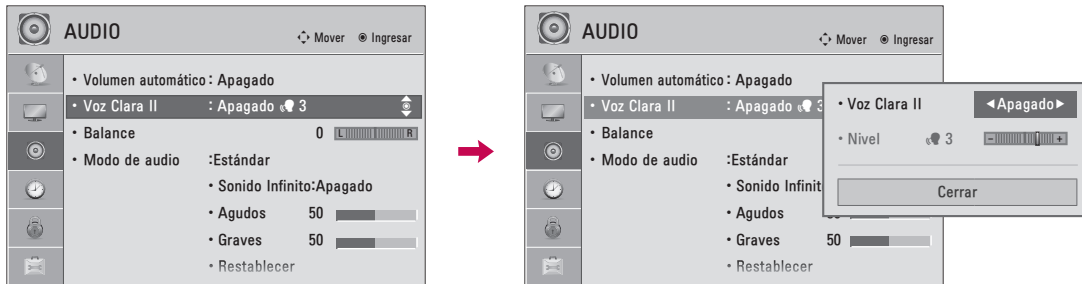 AUDIO
Mover Ingresar
• Volumen automático : Apagado
• Voz Clara II : Apagado 3
• Balance 0 L R
• Modo de audio :Estándar
• Sonido Infinito:Apagado
• Agudos 50
• Graves 50
• Restablecer
AUDIO
Mover Ingresar
• Volumen automático : Apagado
• Voz Clara II : Apagado 3
• Balance
• Modo de audio :Estándar
• Sonido Infinit
• Agudos
• Graves 50
• Restablecer
• Voz Clara II ◄Apagado►
• Nivel 3 - +
Cerrar